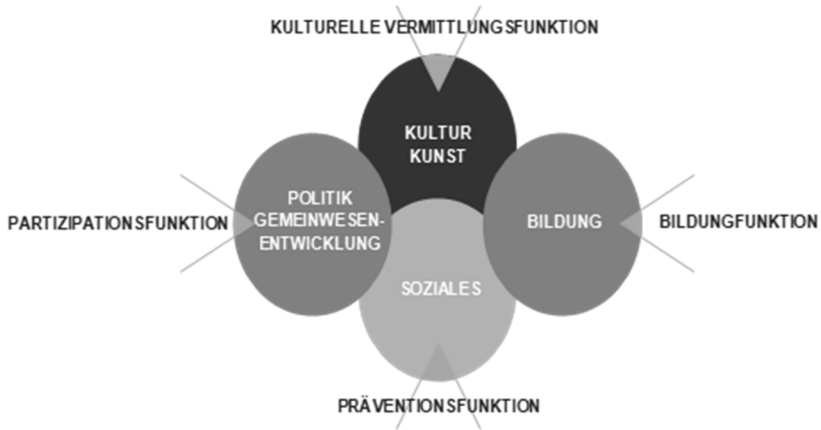 KULTURELLE VERMITTLUNGSFUNKTION
KULTUR
KUNST
POLITIK
GEMEINWESEN-
ENTWICKLUNG
PARTIZIPATIONSFUNKTION
BILDUNG
BILDUNGFUNKTION
SOZIALES
PRÄVENTIONSFUNKTION